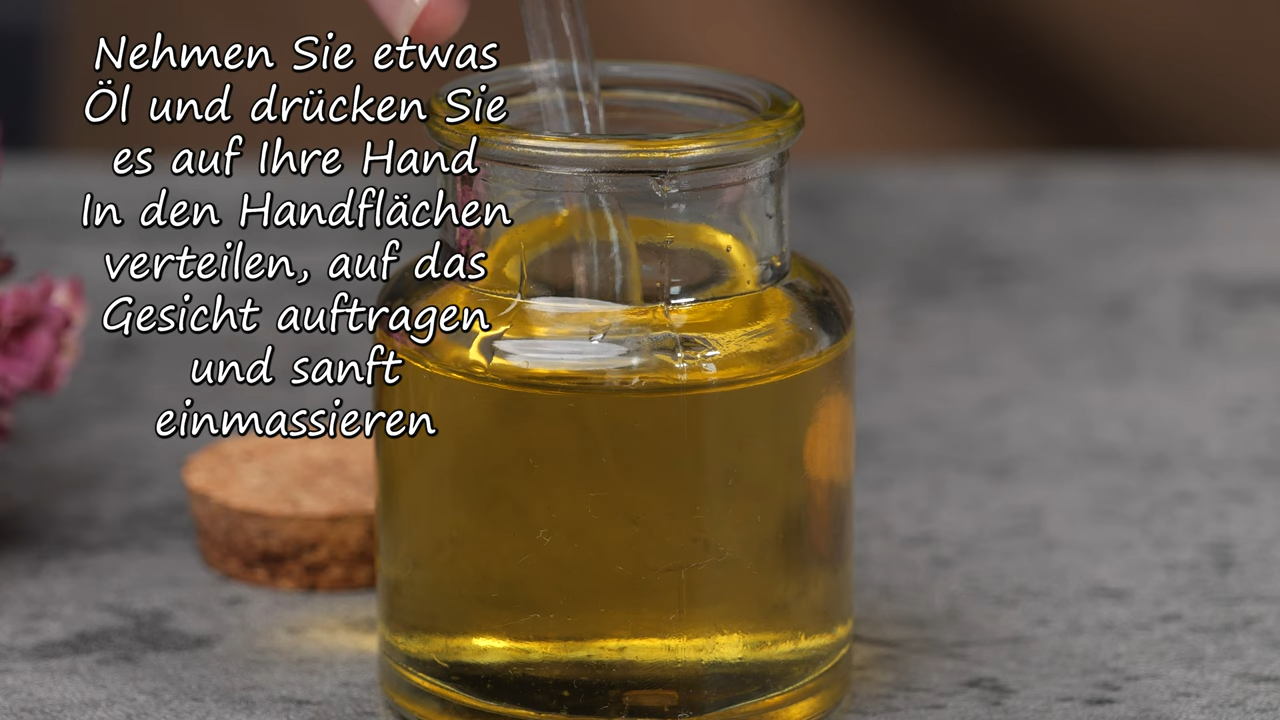 Nehmen Sie etwas
Öl und drücken Sie
es auf Ihre Hand
In den Handflächen
verteilen, auf das
Gesicht auftragen
und sanft
einmassieren